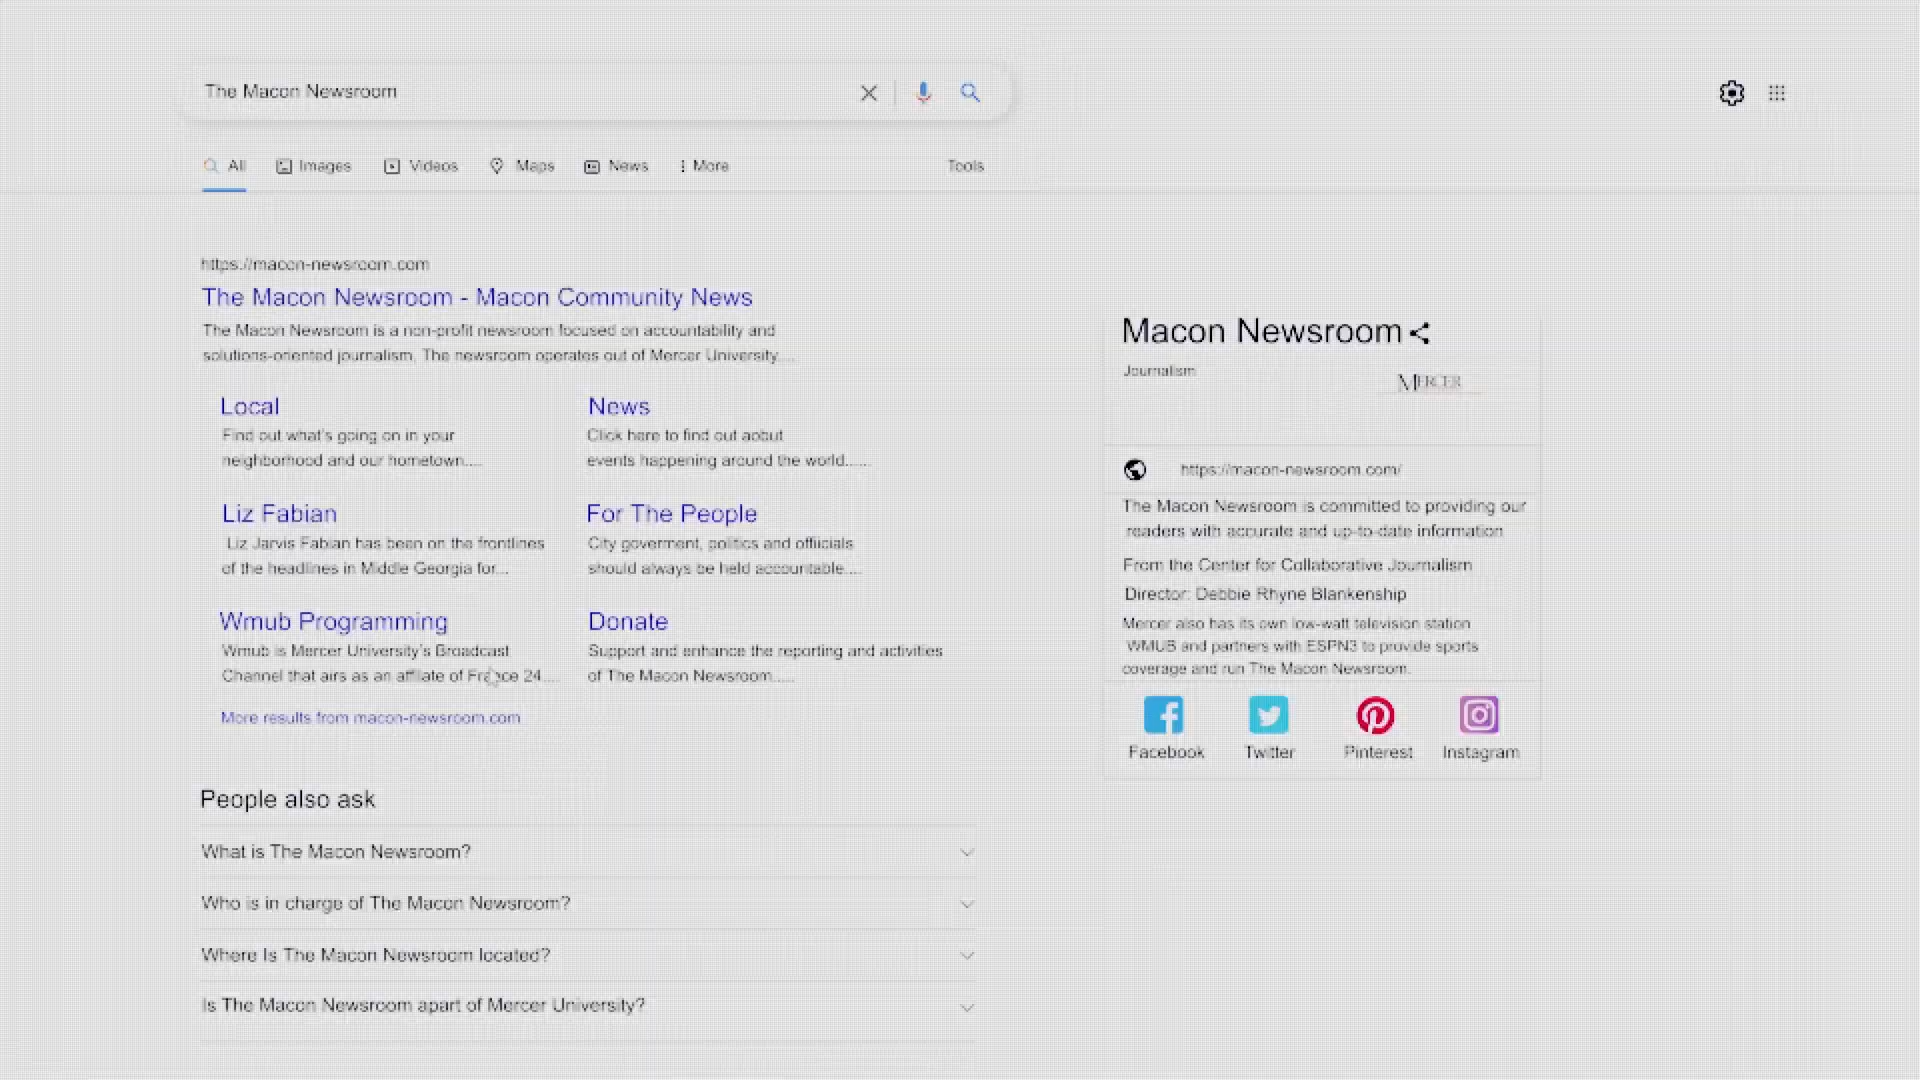 The Macon Newsroom
All Images Videos Maps News More Tools
https://macon-newsroom.com
The Macon Newsroom - Macon Community News
The Macon Newsroom is a non-profit newsroom focused on accountability and
solutions-oriented journalism. The newsroom operates out of Mercer University....
Local
Find out what's going on in your
neighborhood and our hometown....
News
Click here to find out aobut
events happening around the world......
Liz Fabian
Liz Jarvis Fabian has been on the frontlines
of the headlines in Middle Georgia for...
For The People
City goverment, politics and offiicials
should always be held accountable....
Wmub Programming
Wmub is Mercer University's Broadcast
Channel that airs as an affliate of France 24....
Donate
Support and enhance the reporting and activities
of The Macon Newsroom.....
More results from macon-newsroom.com
People also ask
What is The Macon Newsroom?
Who is in charge of The Macon Newsroom?
Where Is The Macon Newsroom located?
Is The Macon Newsroom apart of Mercer University?
Macon Newsroom
Journalism
MERCER
https://macon-newsroom.com/
The Macon Newsroom is committed to providing our
readers with accurate and up-to-date information
From the Center for Collaborative Journalism
Director: Debbie Rhyne Blankenship
Mercer also has its own low-watt television station
WMUB and partners with ESPN3 to provide sports
coverage and run The Macon Newsroom.
Facebook Twitter Pinterest Instagram